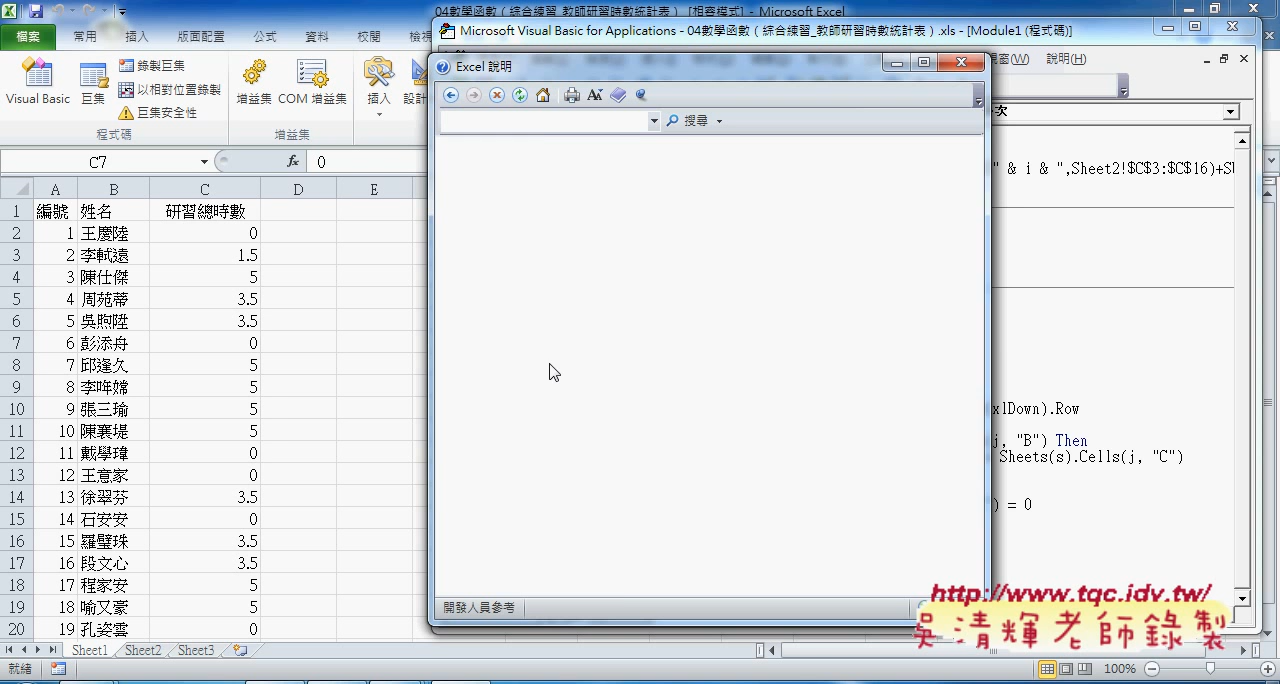 04數學函數（綜合練習_教師研習時數統計表） [相容模式] - Microsoft Excel
Microsoft Visual Basic for Applications - 04數學函數（綜合練習_教師研習時數統計表）.xls - [Module1 (程式碼)]
檔案 常用 插入 版面配置 公式 資料 校閱 檢視
視窗(W) 說明(H)
Excel 說明
Visual Basic 巨集 錄製巨集
以相對位置錄製
巨集安全性
增益集 COM 增益集 插入 設計
程式碼 增益集
搜尋
C7 fx 0
" & i & ",Sheet2!$C$3:$C$16)+S
A B C D E
1 編號 姓名 研習總時數
2 1 王慶陸 0
3 2 李軾遠 1.5
4 3 陳仕傑 5
5 4 周苑蒂 3.5
6 5 吳煦陞 3.5
7 6 彭添舟 0
8 7 邱逢久 5
9 8 李哖嫦 5
10 9 張三瑜 5
11 10 陳襄堤 5
12 11 戴學瑋 0
13 12 王意家 0
14 13 徐翠芬 3.5
15 14 石安安 0
16 15 羅璧珠 3.5
17 16 段文心 3.5
18 17 程家安 5
19 18 喻又豪 5
20 19 孔姿雲 0
xlDown).Row
j, "B") Then
Sheets(s).Cells(j, "C")
) = 0
開發人員參考
http://www.tqc.idv.tw/
吳清輝老師錄製
Sheet1 Sheet2 Sheet3
就緒 100%